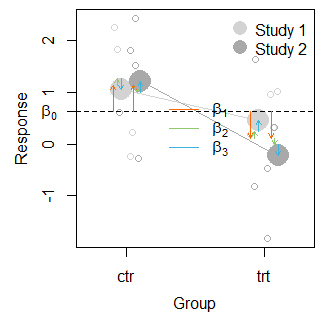 Study 1
Study 2
Response
2
1
β0
0
-1
β1
β2
β3
ctr trt
Group